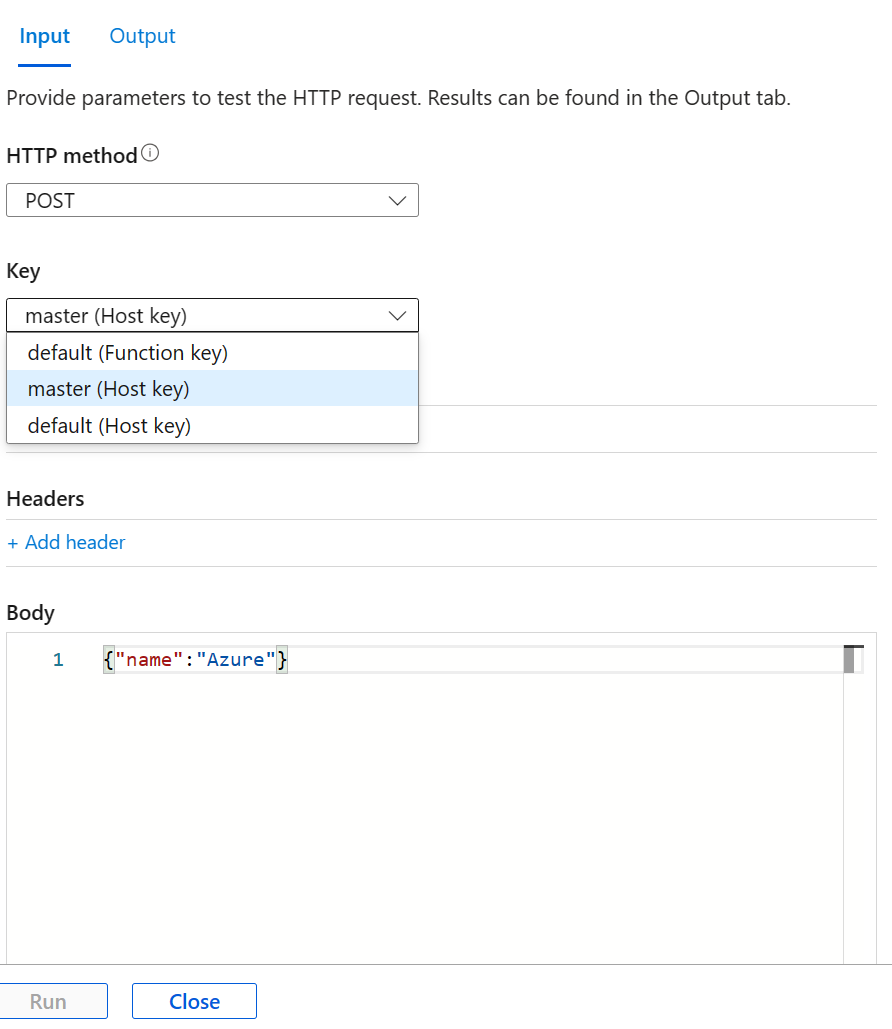 Input Output
Provide parameters to test the HTTP request. Results can be found in the Output tab.
HTTP method
POST
Key
master (Host key)
default (Function key)
master (Host key)
default (Host key)
Headers
+ Add header
Body
1 {"name":"Azure"}
Run Close